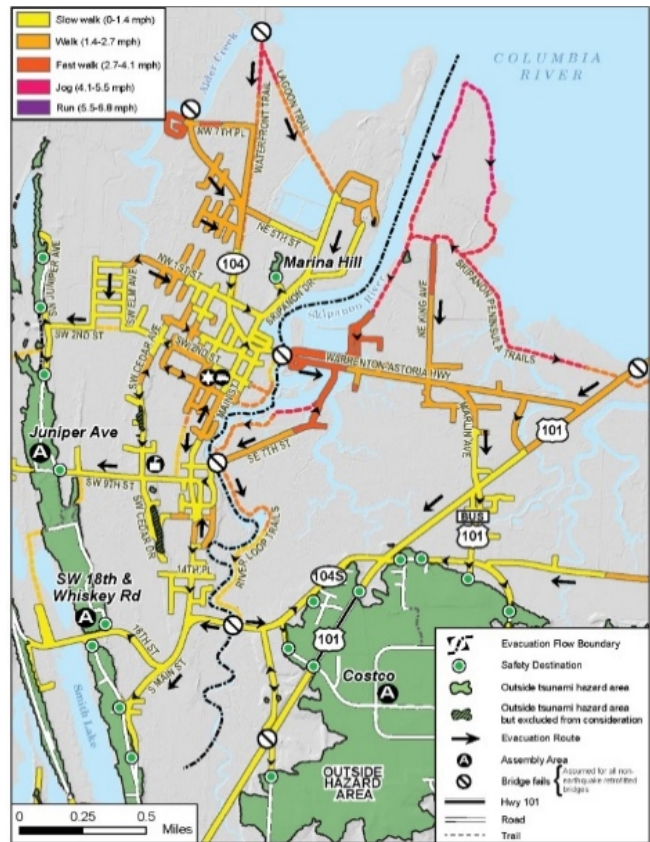 Slow walk (0-1.4 mph)
Walk (1.4-2.7 mph)
Fast walk (2.7-4.1 mph)
Jog (4.1-5.5 mph)
Run (5.5-6.8 mph)
COLUMBIA
RIVER
Alder Creek
LAGOON TRAIL
WATERFRONT TRAIL
NW 7TH PL
NE 5TH ST
104
Marina Hill
SKIPANON DR
Skipanon River
NW 1ST ST
SW JUNIPER AVE
SW ELM AVE
SW 2ND ST
SW CEDAR AVE
SW 2ND ST
MAIN ST
NE KING AVE
SKIPANON PENINSULA TRAILS
WARRENTON-ASTORIA HWY
MARLIN AVE
101
Juniper Ave
A
SW 9TH ST
SE 7TH ST
SW CEDAR DR
RIVER LOOP TRAILS
BUS
101
14TH PL
104S
SW 18th &
Whiskey Rd
A
18TH ST
S MAIN ST
101
Costco
A
Smith Lake
OUTSIDE
HAZARD
AREA
Evacuation Flow Boundary
Safety Destination
Outside tsunami hazard area
Outside tsunami hazard area
but excluded from consideration
Evacuation Route
A Assembly Area
Bridge fails { Assumed for all non-
earthquake retrofitted
bridges
Hwy 101
Road
Trail
0 0.25 0.5
Miles